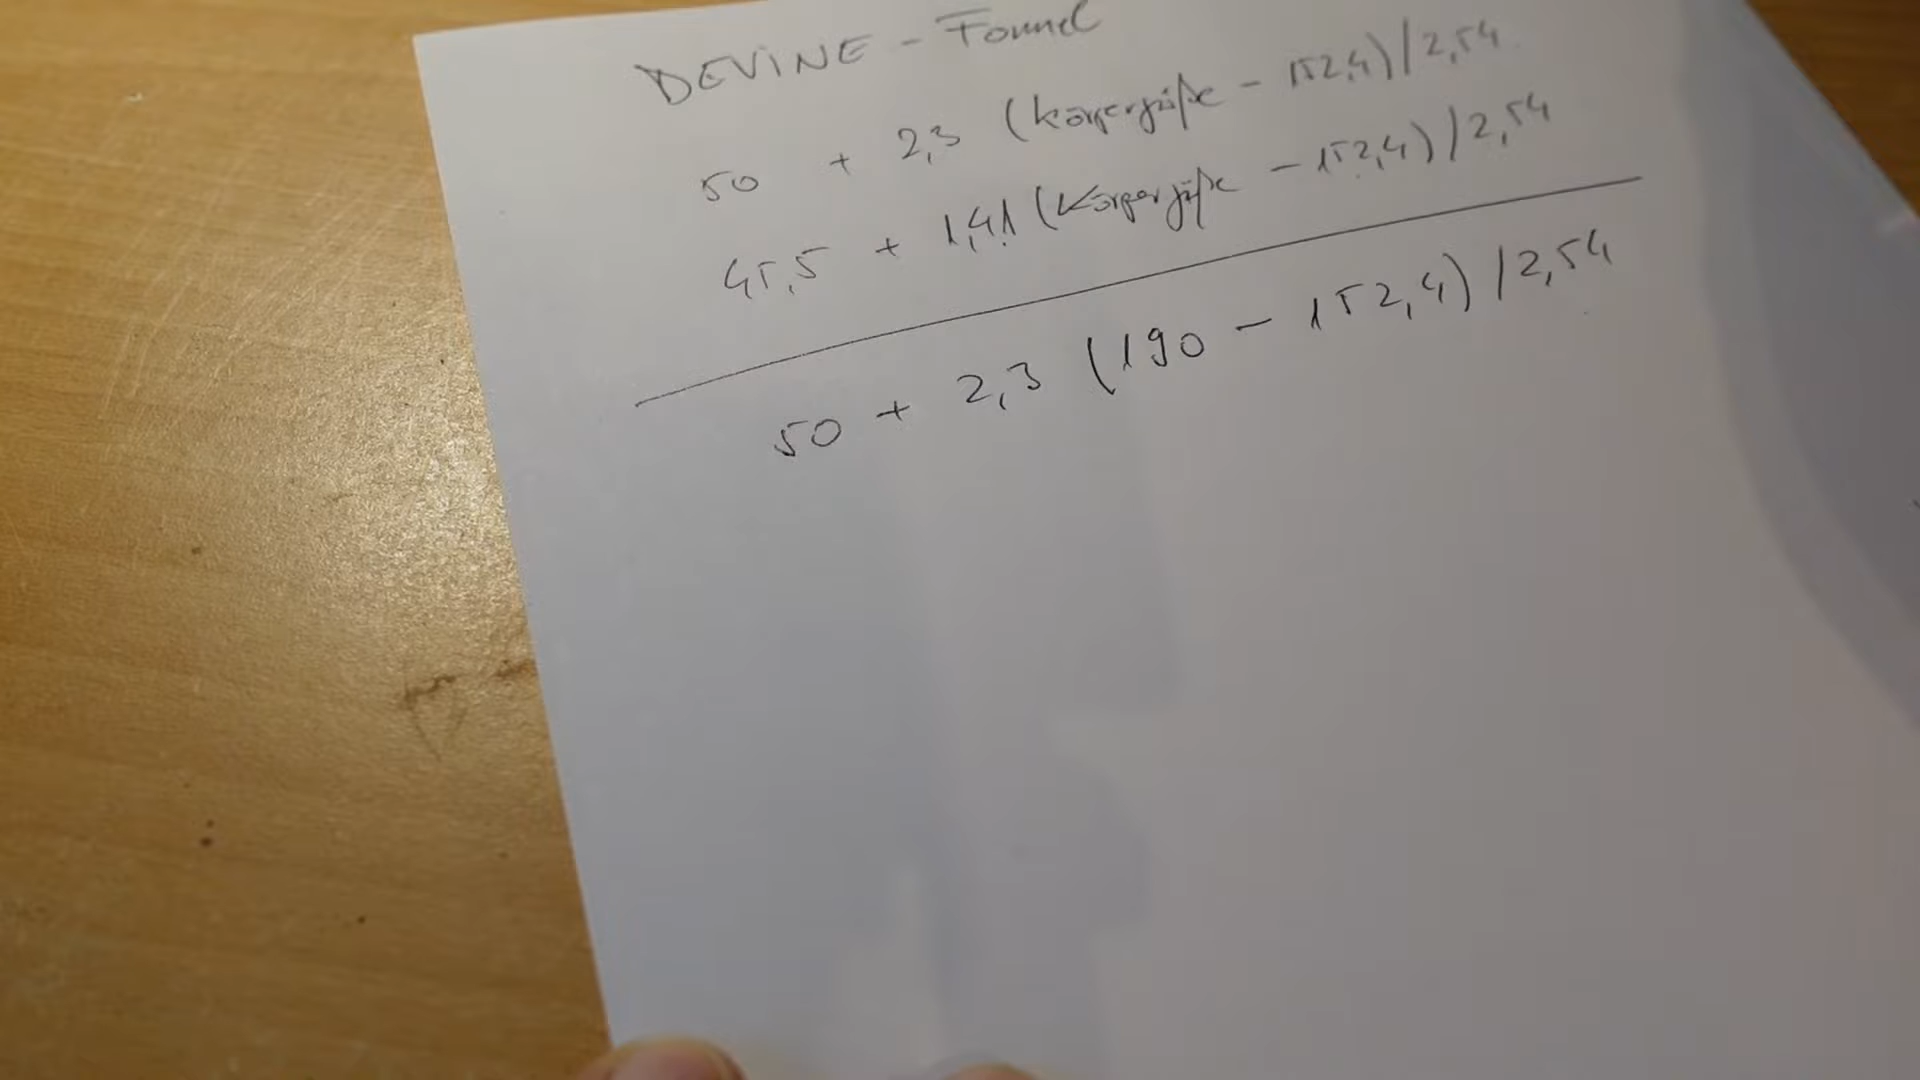 DEVINE - Formel
50 + 2,3 (Körpergröße - 152,4) / 2,54
45,5 + 1,41 (Körpergröße - 152,4) / 2,54
50 + 2,3 (190 - 152,4) / 2,54